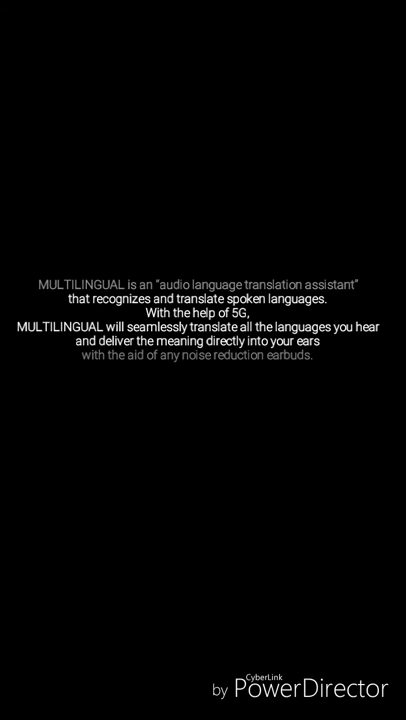 MULTILINGUAL is an "audio language translation assistant"
that recognizes and translate spoken languages.
With the help of 5G,
MULTILINGUAL will seamlessly translate all the languages you hear
and deliver the meaning directly into your ears
with the aid of any noise reduction earbuds.
CyberLink
by PowerDirector